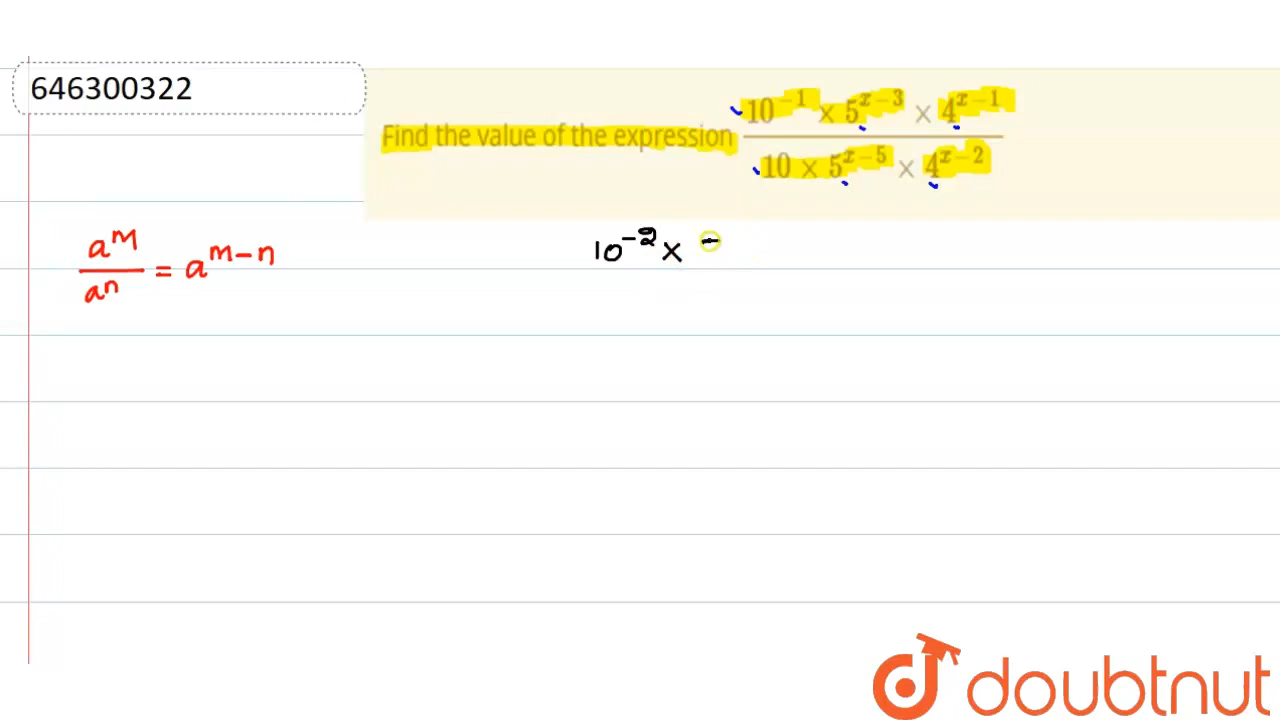 646300322
Find the value of the expression 10^{-1} × 5^{x-3} × 4^{x-1} / 10 × 5^{x-5} × 4^{x-2}
a^m / a^n = a^{m-n}
10^{-2} ×
doubtnut